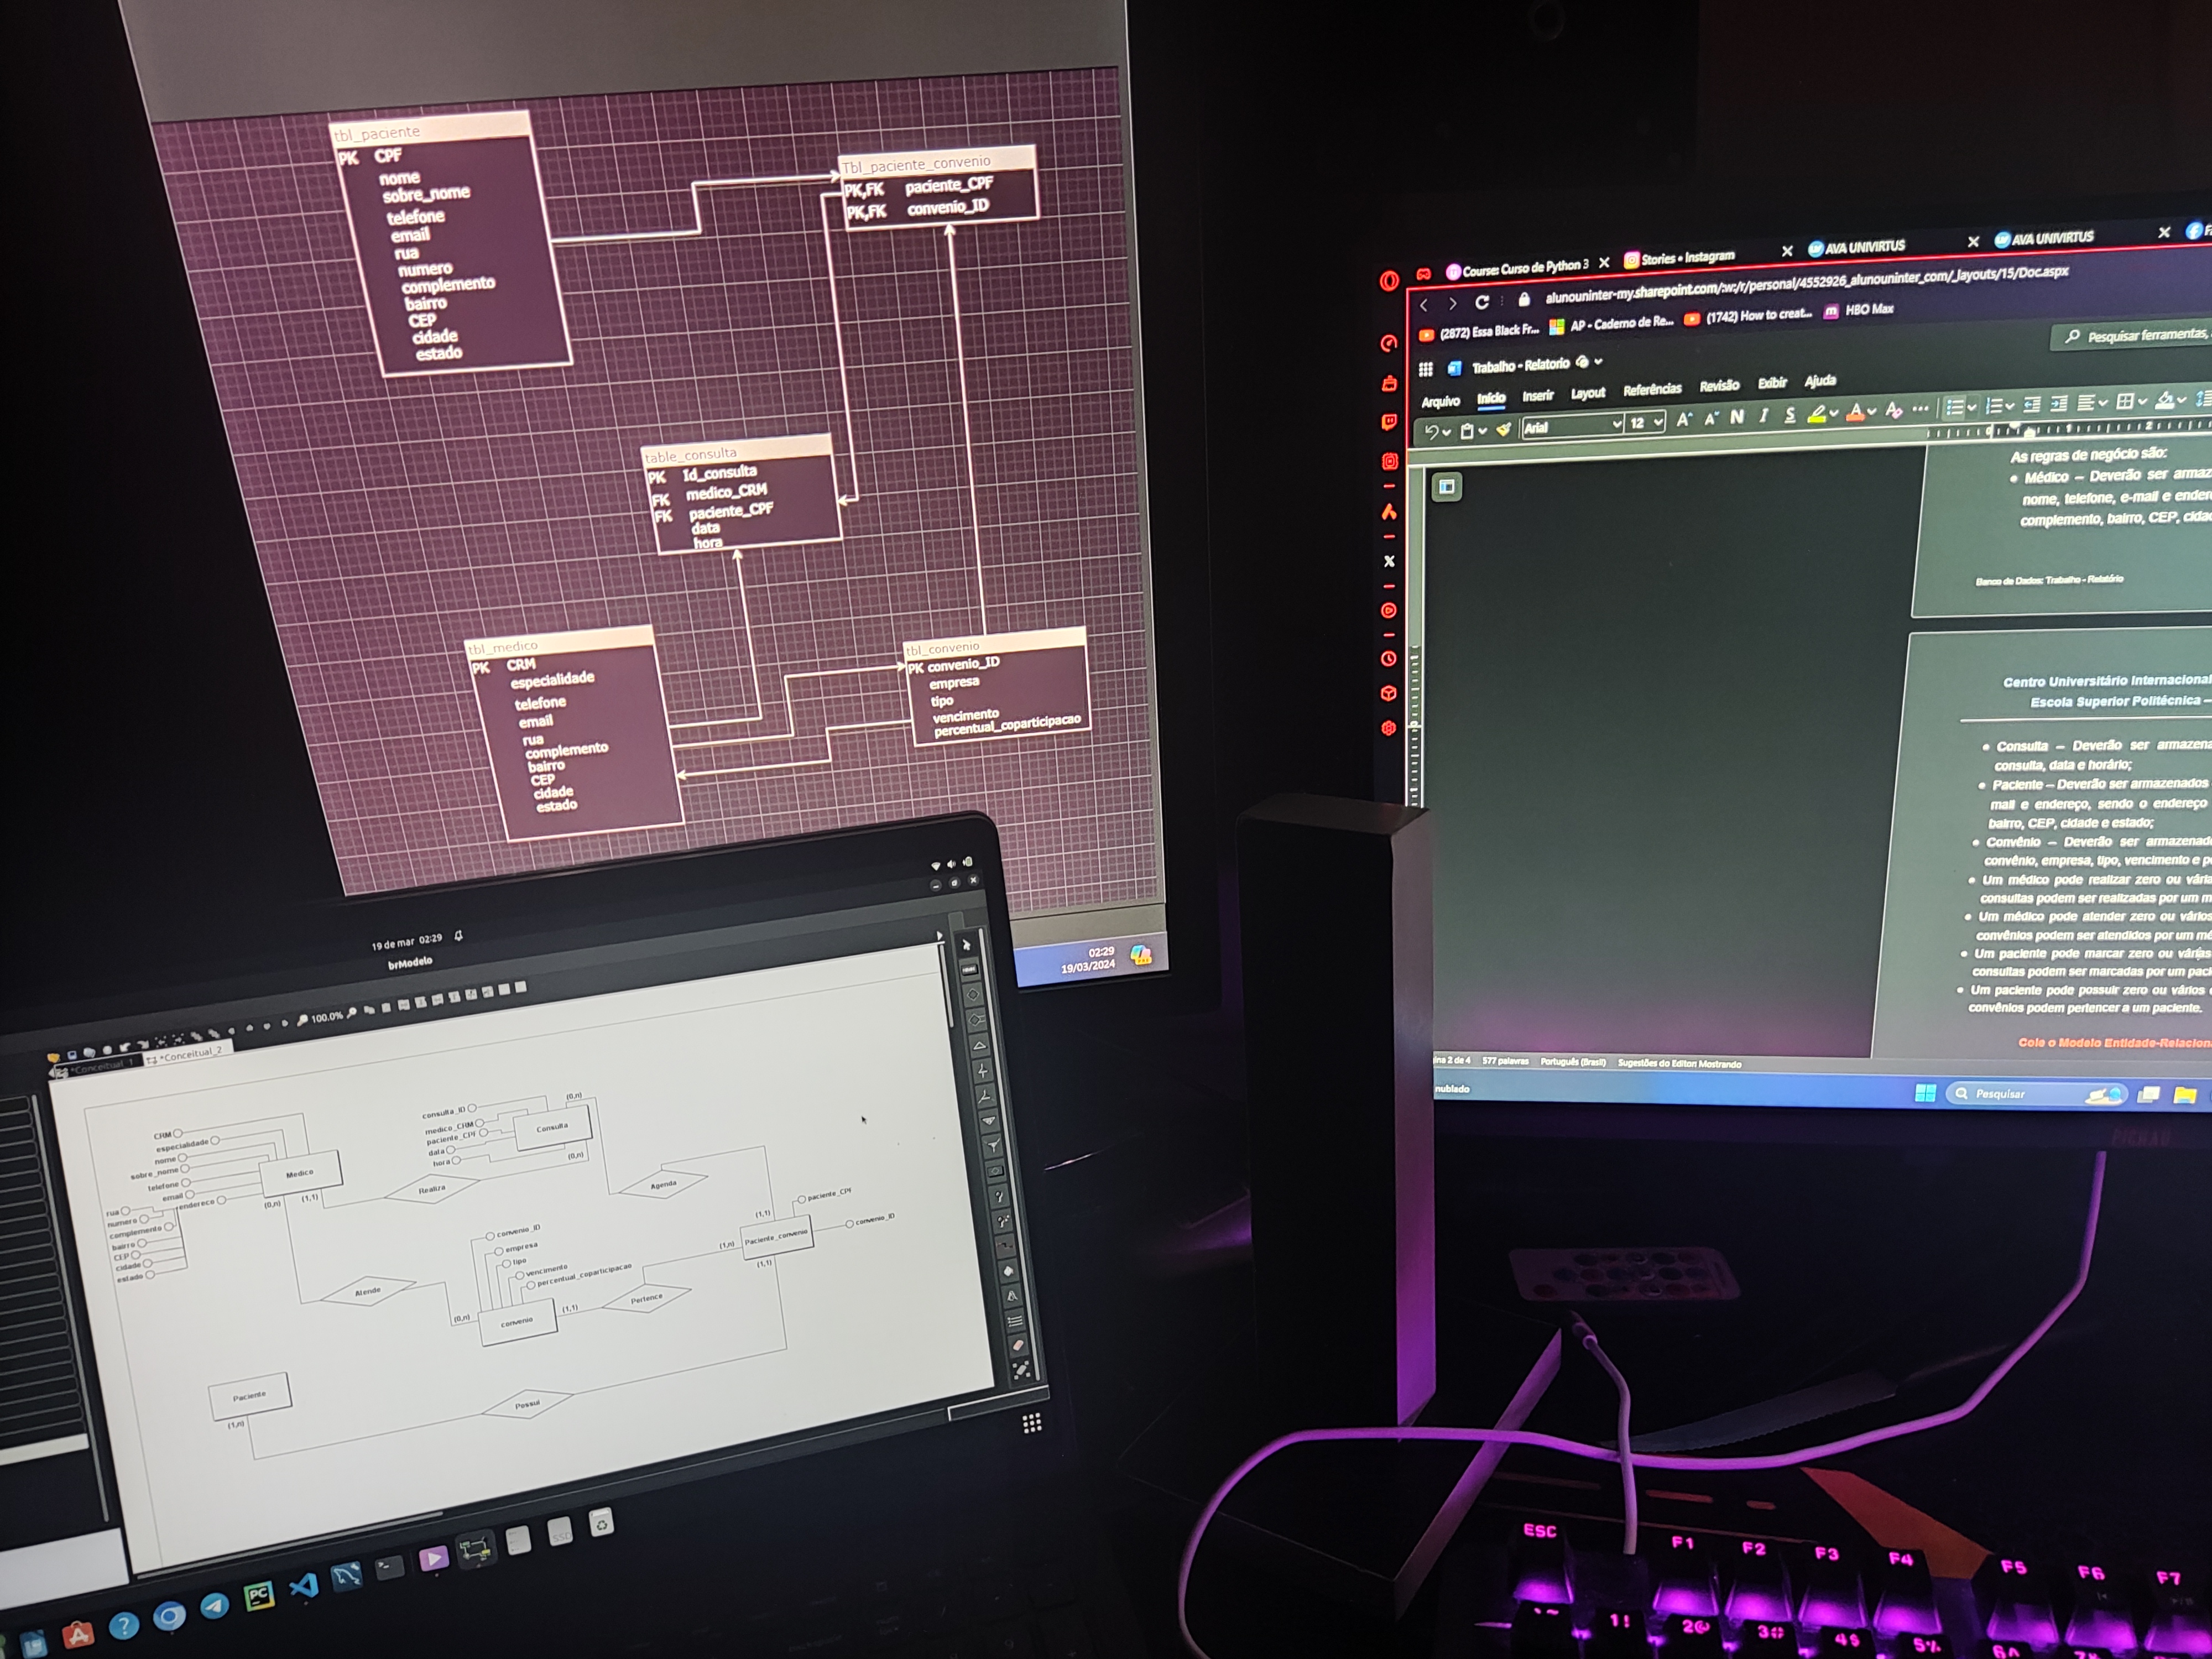 tbl_paciente
PK CPF
nome
sobre_nome
telefone
email
rua
numero
complemento
bairro
CEP
cidade
estado
Tbl_paciente_convenio
PK,FK paciente_CPF
PK,FK convenio_ID
table_consulta
PK Id_consulta
FK medico_CRM
FK paciente_CPF
data
hora
tbl_medico
PK CRM
especialidade
telefone
email
rua
complemento
bairro
CEP
cidade
estado
tbl_convenio
PK convenio_ID
empresa
tipo
vencimento
percentual_coparticipacao
02:29
19/03/2024
19 de mar 02:29
brModelo
100.0%
*Conceitual_1
*Conceitual_2
CRM
especialidade
nome
sobre_nome
telefone
email
endereco
rua
numero
complemento
bairro
CEP
cidade
estado
Medico
(0,n)
(1,1)
consulta_ID
medico_CRM
paciente_CPF
data
hora
Consulta
(0,n)
(0,n)
Realiza
Agenda
(1,1)
paciente_CPF
convenio_ID
Paciente_convenio
(1,n)
(1,1)
convenio_ID
empresa
tipo
vencimento
percentual_coparticipacao
Atende
(0,n)
convenio
(1,1)
Pertence
Paciente
(1,n)
Possui
PC
SSD
Course: Curso de Python 3
Stories • Instagram
AVA UNIVIRTUS
AVA UNIVIRTUS
alunouninter-my.sharepoint.com/:w:/r/personal/4552926_alunouninter_com/_layouts/15/Doc.aspx
(2872) Essa Black Fr...
AP - Caderno de Re...
(1742) How to creat...
HBO Max
Trabalho - Relatorio
Pesquisar ferramentas,
Arquivo Início Inserir Layout Referências Revisão Exibir Ajuda
Arial 12 N I S
As regras de negócio são:
• Médico – Deverão ser armaz
nome, telefone, e-mail e ender
complemento, bairro, CEP, cida
Banco de Dados: Trabalho - Relatório
Centro Universitário Internacional
Escola Superior Politécnica –
• Consulta – Deverão ser armazena
consulta, data e horário;
• Paciente – Deverão ser armazenados
mail e endereço, sendo o endereço
bairro, CEP, cidade e estado;
• Convênio – Deverão ser armazenad
convênio, empresa, tipo, vencimento e p
• Um médico pode realizar zero ou vária
consultas podem ser realizadas por um m
• Um médico pode atender zero ou vários
convênios podem ser atendidos por um mé
• Um paciente pode marcar zero ou várias
consultas podem ser marcadas por um paci
• Um paciente pode possuir zero ou vários
convênios podem pertencer a um paciente.
Cole o Modelo Entidade-Relacion
ina 2 de 4 577 palavras Português (Brasil) Sugestões do Editor: Mostrando
nublado
Pesquisar
PICHAU
ESC F1 F2 F3 F4 F5 F6 F7
1! 2@ 3# 4$ 5% 6^